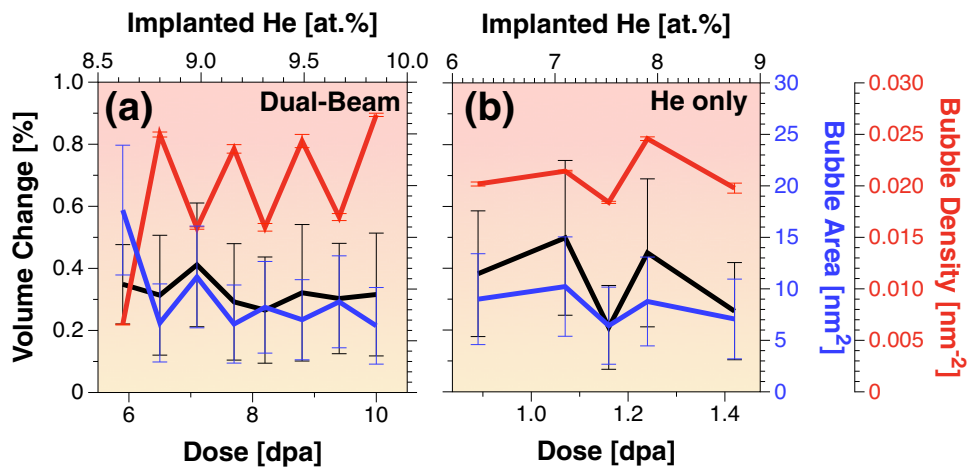 Implanted He [at.%]
Implanted He [at.%]
8.5 9.0 9.5 10.0
6 7 8 9
(a) Dual-Beam
(b) He only
Volume Change [%]
1.0
0.8
0.6
0.4
0.2
0
6 8 10
Dose [dpa]
1.0 1.2 1.4
Dose [dpa]
30
25
20
15
10
5
0
Bubble Area [nm²]
0.030
0.025
0.020
0.015
0.010
0.005
0
Bubble Density [nm⁻²]